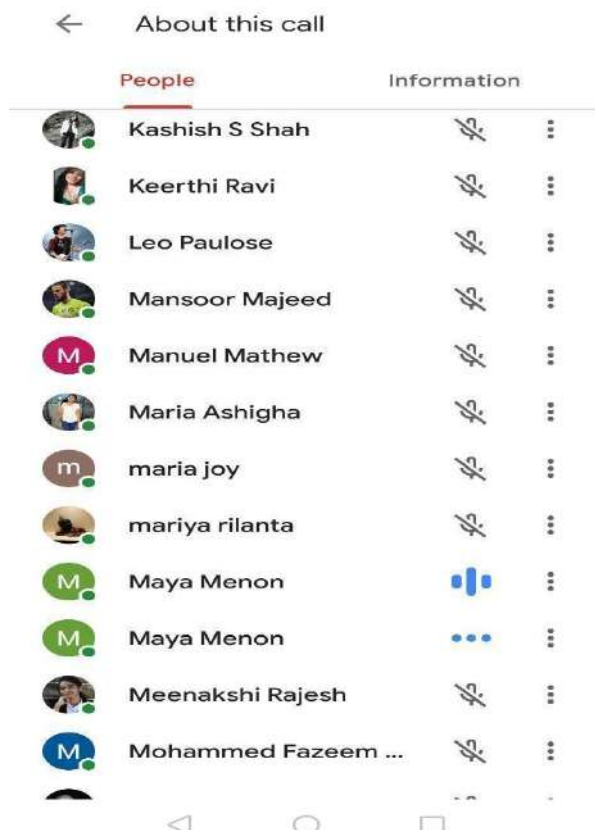 About this call
People Information
Kashish S Shah
Keerthi Ravi
Leo Paulose
Mansoor Majeed
M Manuel Mathew
Maria Ashigha
m maria joy
mariya rilanta
M Maya Menon
M Maya Menon
Meenakshi Rajesh
M Mohammed Fazeem ...